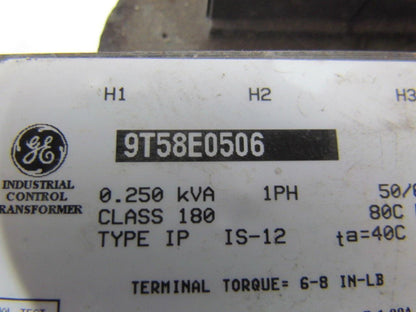 H1 H2 H3
9T58E0506
GE
INDUSTRIAL
CONTROL
TRANSFORMER
0.250 kVA 1PH 50/
CLASS 180 80C
TYPE IP IS-12 ta=40C
TERMINAL TORQUE= 6-8 IN-LB